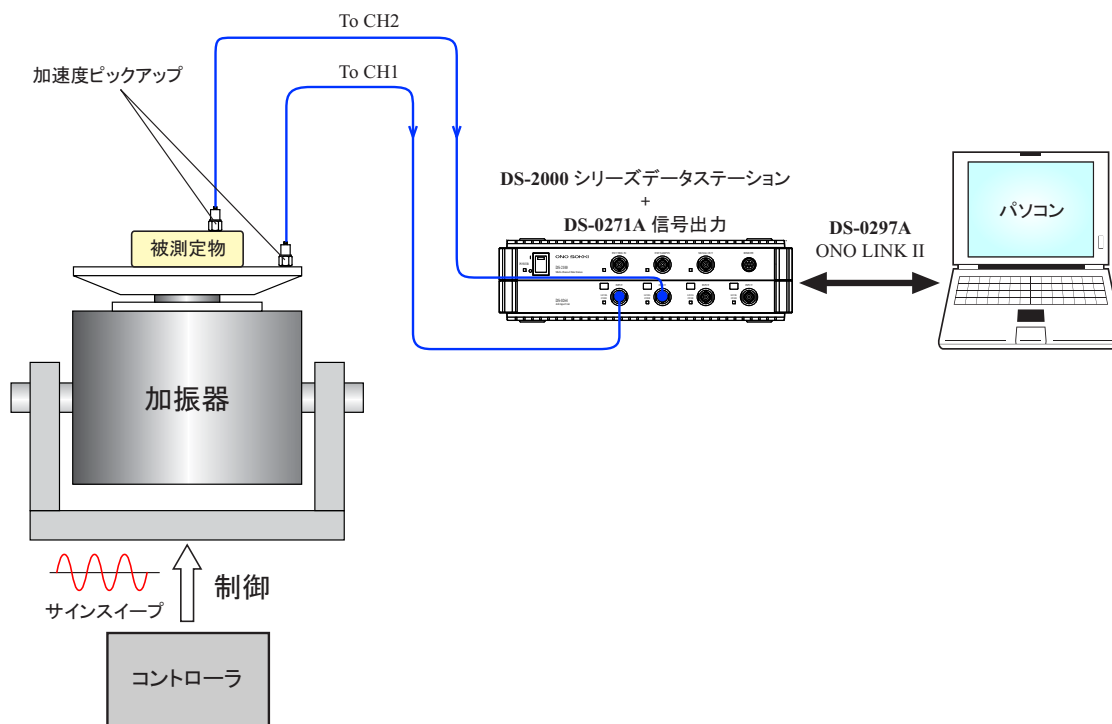 To CH2
加速度ピックアップ
To CH1
DS-2000 シリーズデータステーション
+
DS-0271A 信号出力
DS-0297A
ONO LINK II
パソコン
被測定物
ONO SOKKI
加振器
制御
サインスイープ
コントローラ